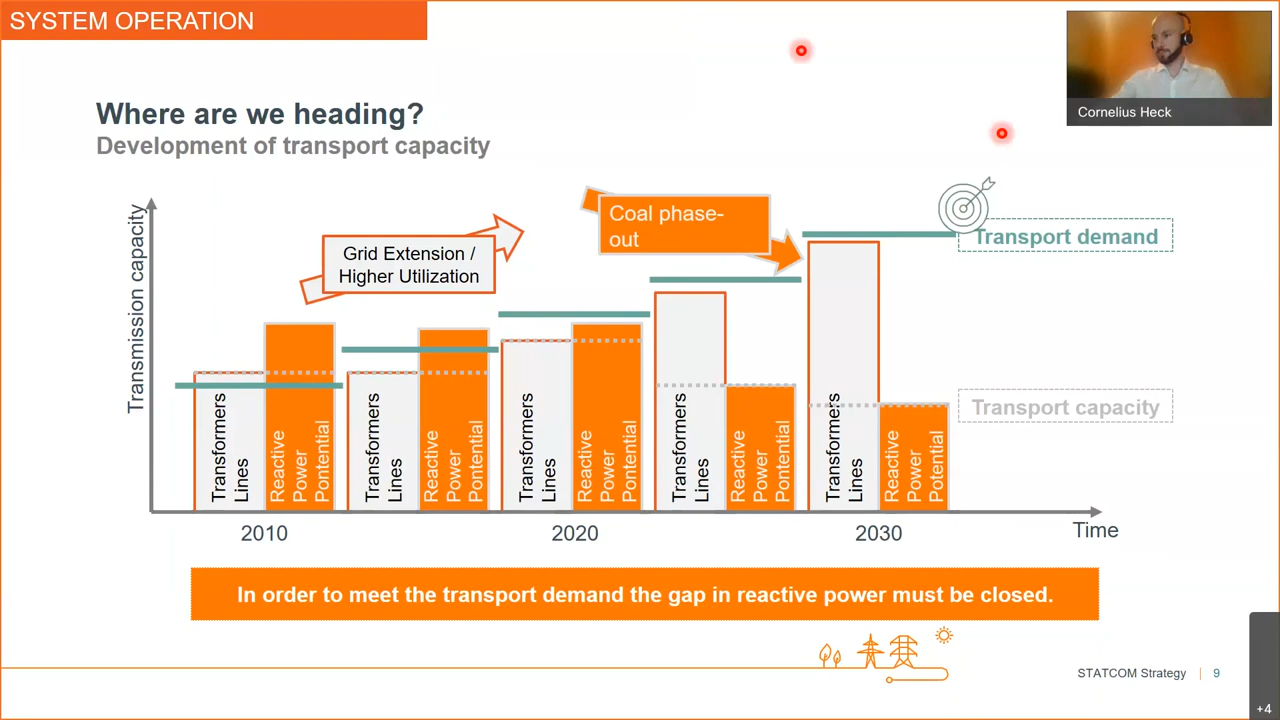 SYSTEM OPERATION
Cornelius Heck
Where are we heading?
Development of transport capacity
Transmission capacity
Grid Extension /
Higher Utilization
Coal phase-
out
Transport demand
Transport capacity
Transformers
Lines
Reactive
Power
Pontential
Transformers
Lines
Reactive
Power
Pontential
Transformers
Lines
Reactive
Power
Pontential
Transformers
Lines
Reactive
Power
Pontential
Transformers
Lines
Reactive
Power
Potential
2010
2020
2030
Time
In order to meet the transport demand the gap in reactive power must be closed.
STATCOM Strategy | 9
+4